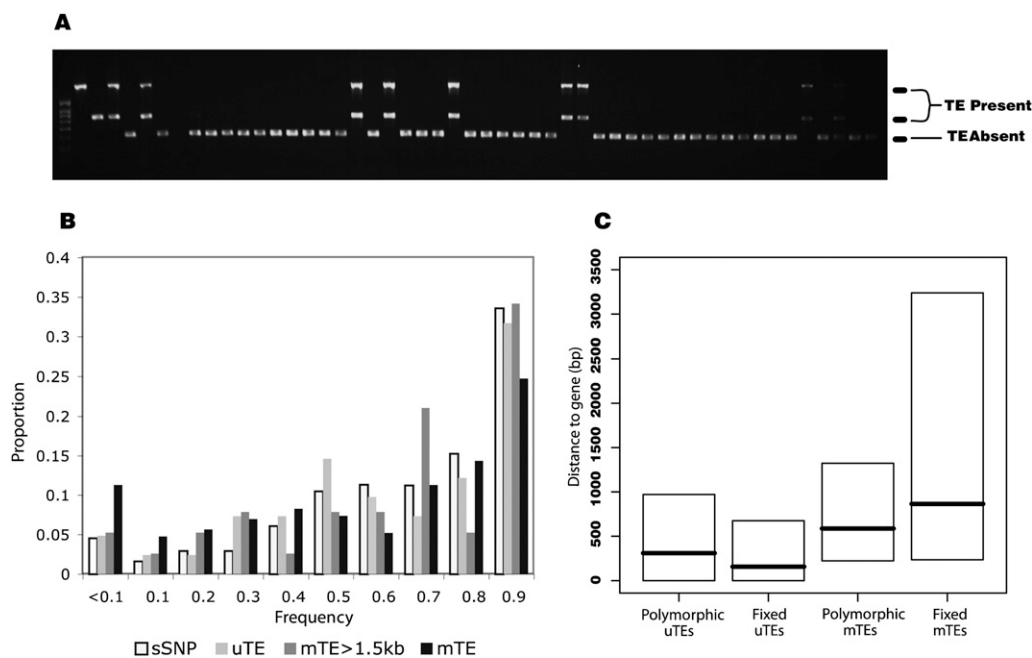 A
TE Present
TEAbsent
B
0.4
0.35
0.3
0.25
0.2
0.15
0.1
0.05
0
Proportion
<0.1 0.1 0.2 0.3 0.4 0.5 0.6 0.7 0.8 0.9
Frequency
sSNP uTE mTE>1.5kb mTE
C
3500
3000
2500
2000
1500
1000
500
0
Distance to gene (bp)
Polymorphic Fixed Polymorphic Fixed
uTEs uTEs mTEs mTEs